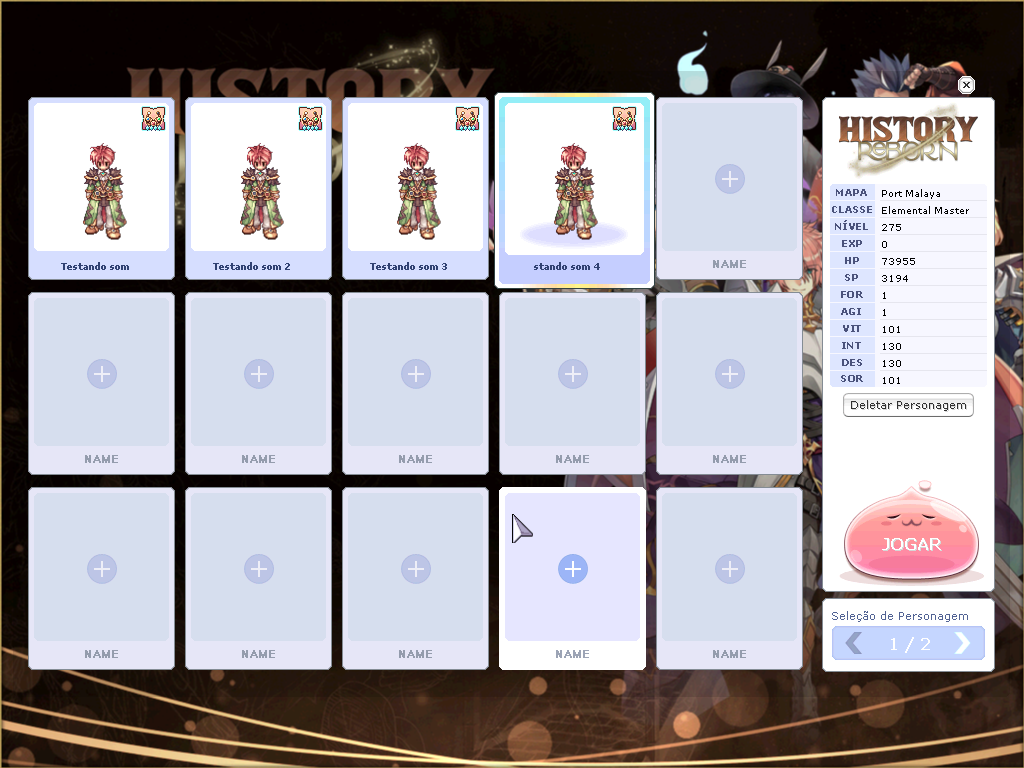 HISTORY
HISTORY
REBORN
Testando som
Testando som 2
Testando som 3
stando som 4
NAME
MAPA Port Malaya
CLASSE Elemental Master
NÍVEL 275
EXP 0
HP 73955
SP 3194
FOR 1
AGI 1
VIT 101
INT 130
DES 130
SOR 101
Deletar Personagem
NAME NAME NAME NAME NAME
JOGAR
NAME NAME NAME NAME NAME
Seleção de Personagem
1 / 2